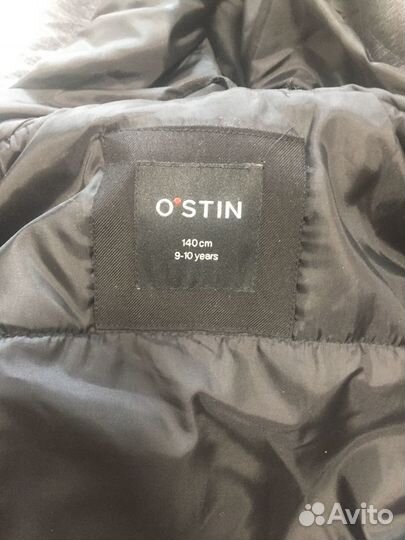 O'STIN
140 cm
9-10 years
Avito